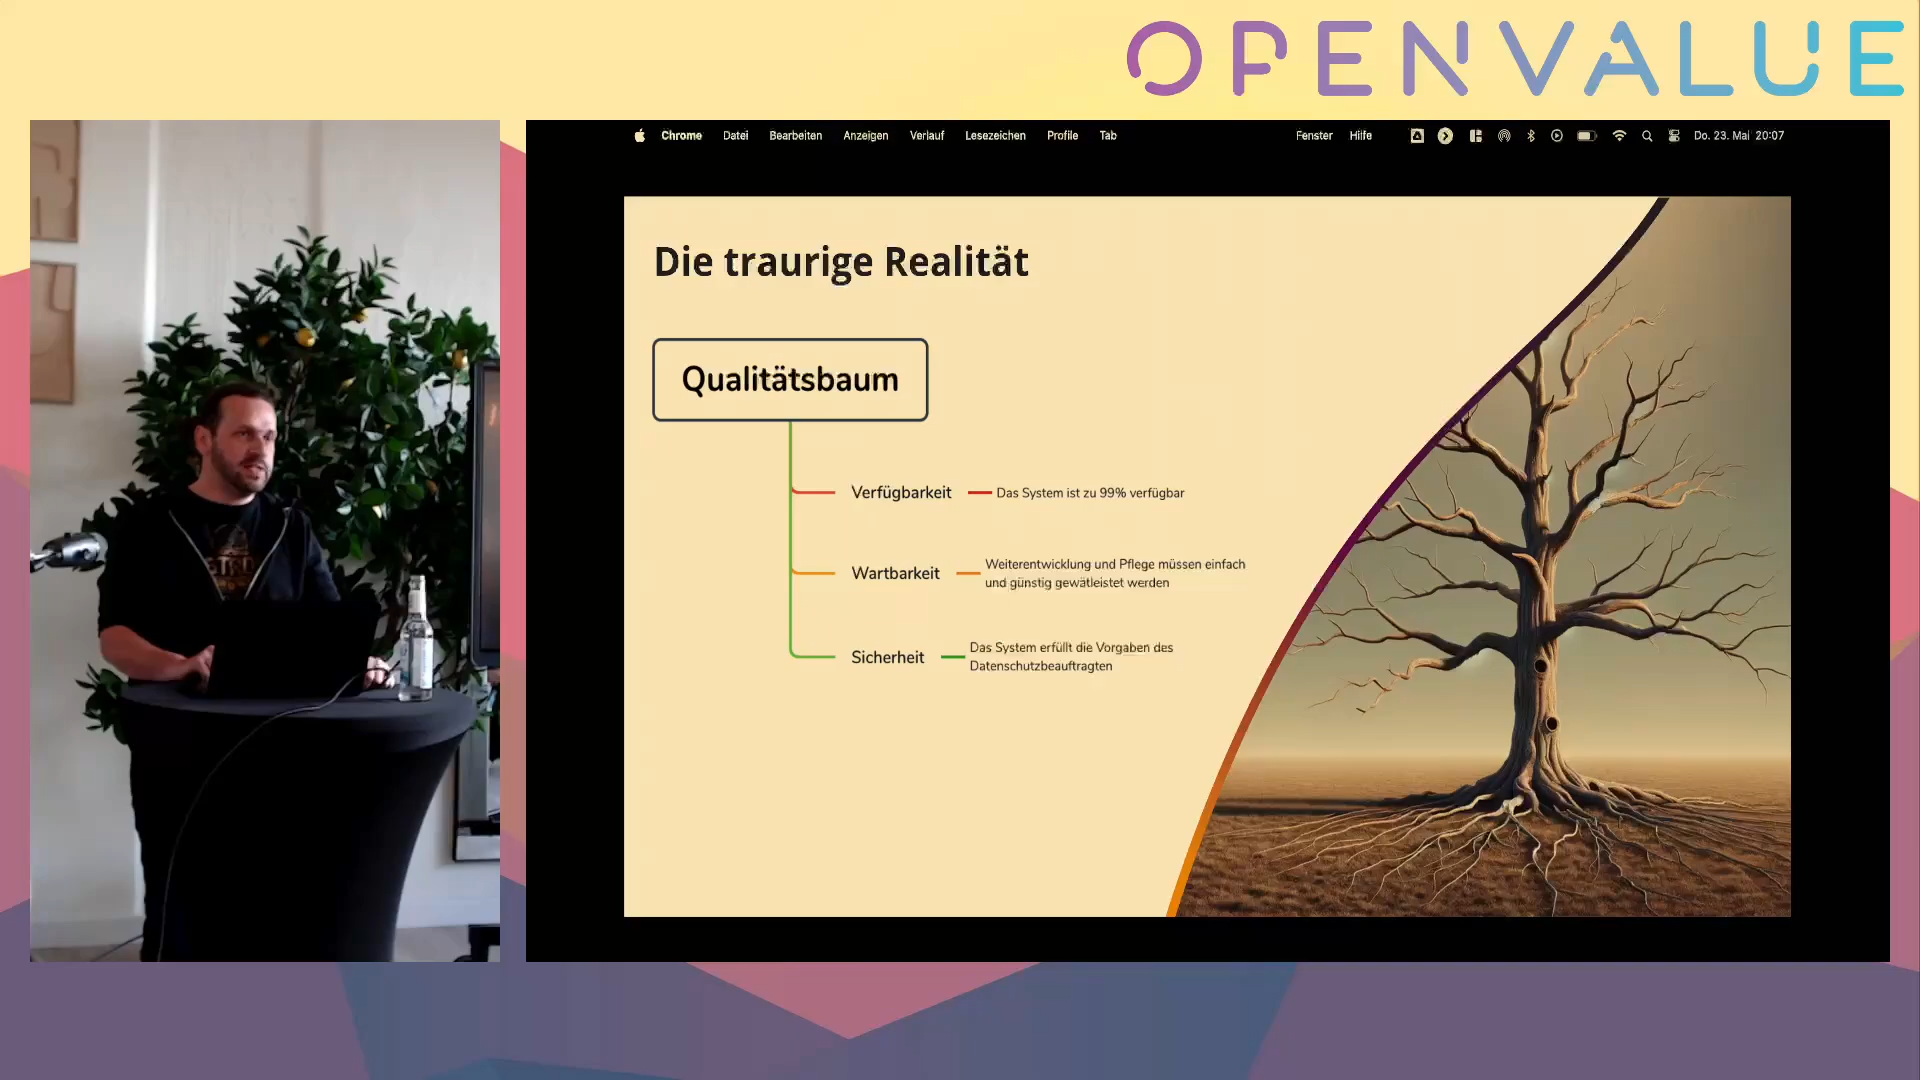 OPENVALUE
Chrome Datei Bearbeiten Anzeigen Verlauf Lesezeichen Profile Tab Fenster Hilfe Do. 23. Mai 20:07
Die traurige Realität
Qualitätsbaum
Verfügbarkeit Das System ist zu 99% verfügbar
Wartbarkeit Weiterentwicklung und Pflege müssen einfach
und günstig gewätleistet werden
Sicherheit Das System erfüllt die Vorgaben des
Datenschutzbeauftragten